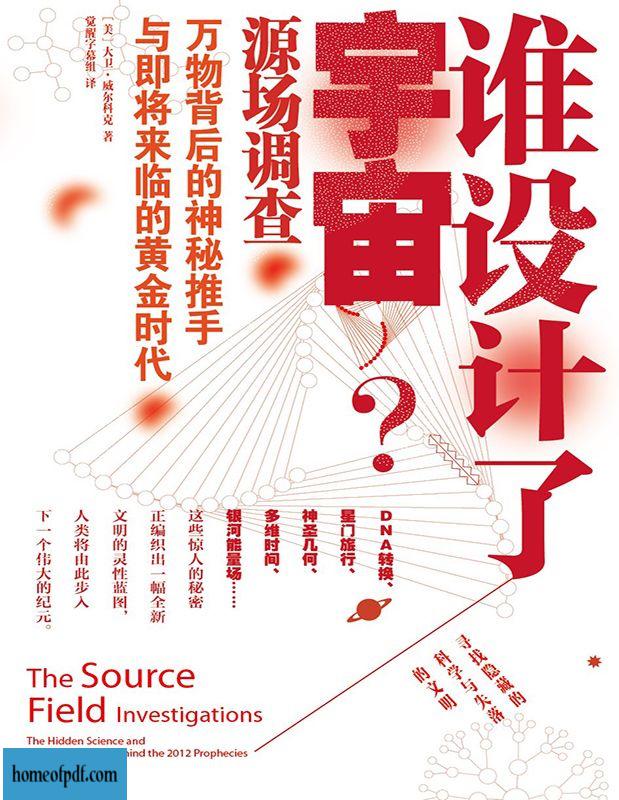 谁设计了
宇宙？
源场调查
万物背后的神秘推手
与即将来临的黄金时代
［美］大卫·威尔科克 著
觉醒字幕组 译
DNA转换、
星门旅行、
神圣几何、
多维时间、
银河能量场……
这些惊人的秘密
正编织出一幅全新
文明的灵性蓝图，
人类将由此步入
下一个伟大的纪元。
寻找隐藏的
科学与失落
的文明
The Source
Field Investigations
The Hidden Science and
hind the 2012 Prophecies
homeofpdf.com